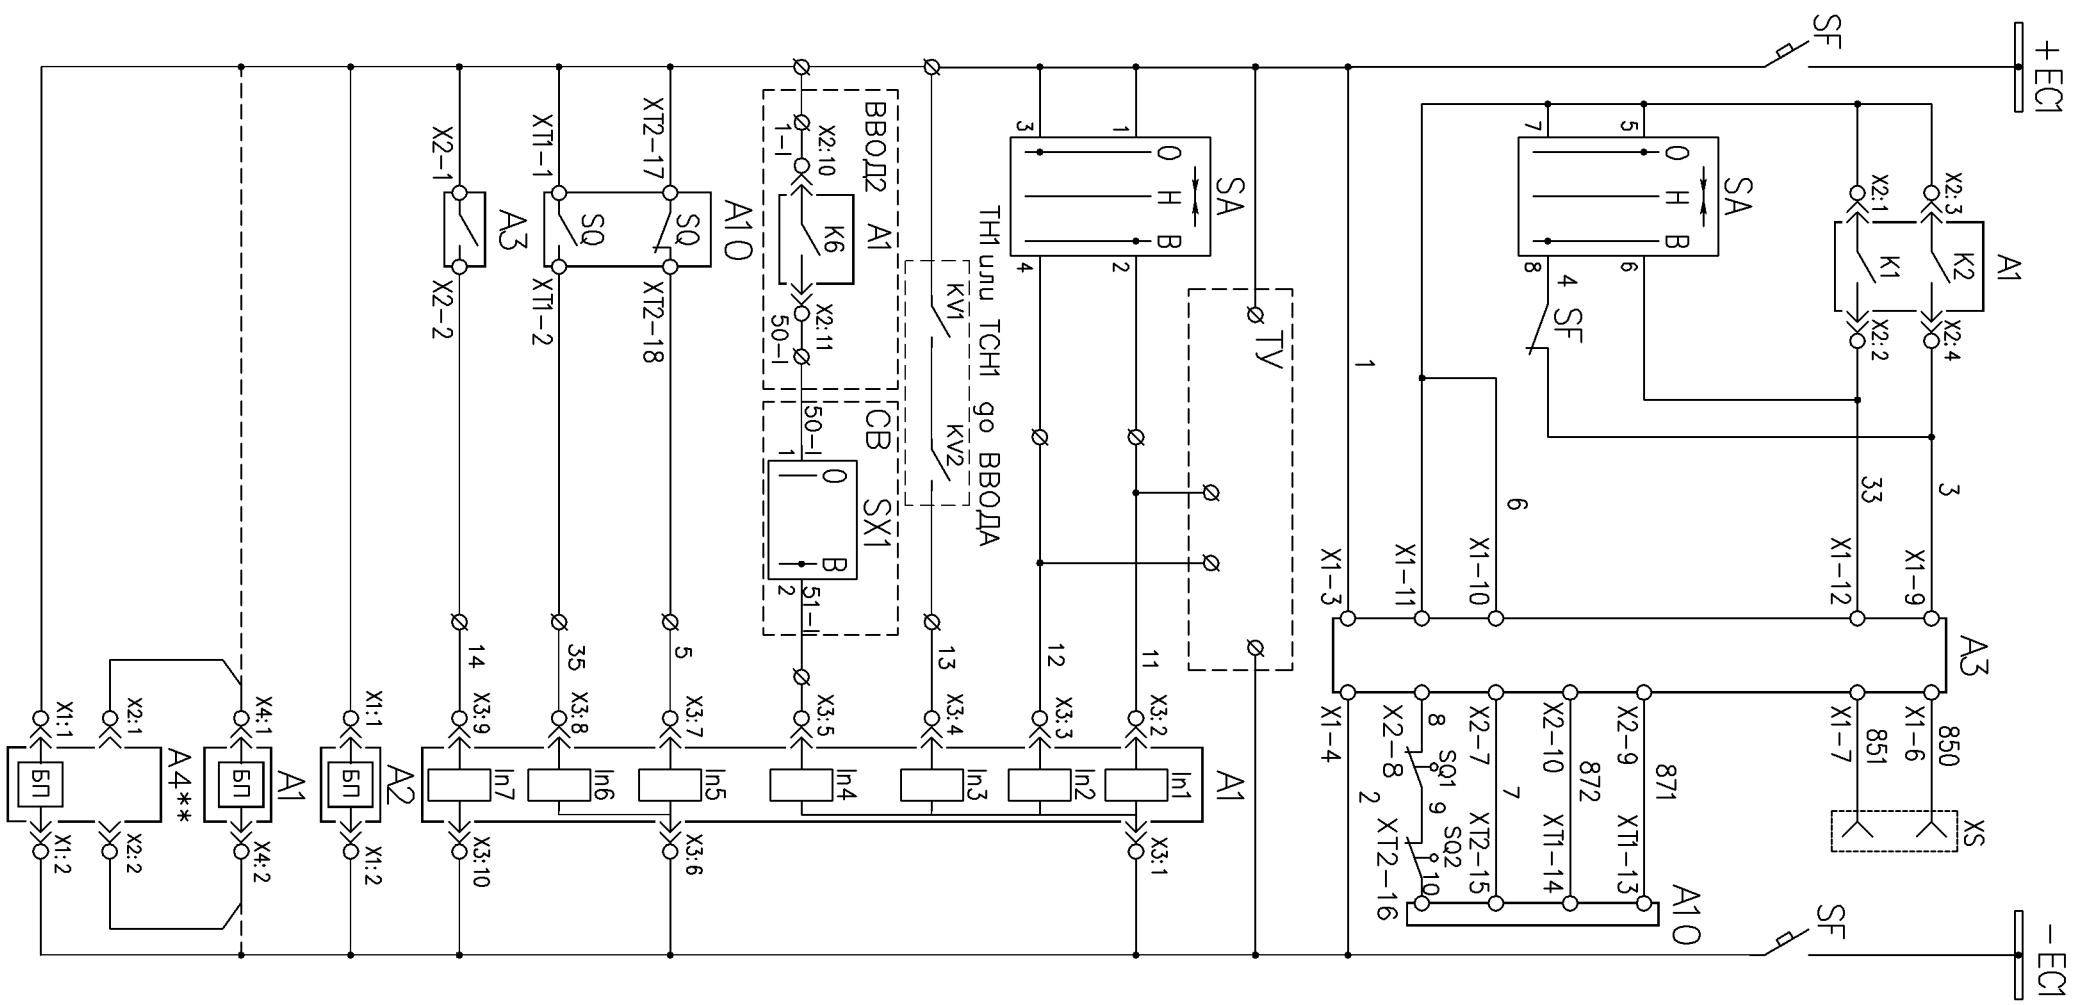 +EC1
-EC1
SF
SF
A1
X2:3
K2
X2:4
X2:1
K1
X2:2
SA
5
О
Н
В
6
7
8
4
SF
3
33
6
1
X1-9
X1-12
X1-10
X1-11
X1-3
A3
X1-6
850
X1-7
851
XS
X2-9
871
XT1-13
X2-10
872
XT1-14
X2-7
7
XT2-15
X2-8
8
SQ1
9
SQ2
10
XT2-16
A10
X1-4
2
ТУ
SA
1
О
Н
В
2
3
4
11
X3:2
12
X3:3
ТН1 или ТСН1 до ВВОДА
KV1
KV2
13
X3:4
ВВОД2
A1
X2:10
K6
X2:11
1-I
50-I
СВ
50-I
SX1
1
О
В
2
51-I
X3:5
A10
XT2-17
SQ
XT2-18
5
X3:7
XT1-1
SQ
XT1-2
35
X3:8
A3
X2-1
X2-2
14
X3:9
A1
In1
X3:1
In2
In3
In4
In5
X3:6
In6
In7
X3:10
A2
X1:1
БП
X1:2
A1
X4:1
БП
X4:2
A4**
X2:1
X2:2
X1:1
БП
X1:2